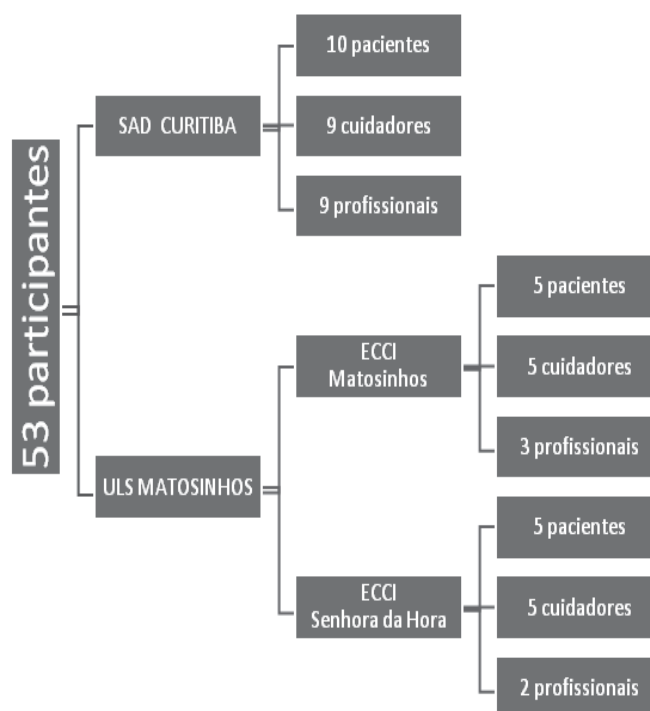 53 participantes
SAD CURITIBA
10 pacientes
9 cuidadores
9 profissionais
ULS MATOSINHOS
ECCI
Matosinhos
5 pacientes
5 cuidadores
3 profissionais
ECCI
Senhora da Hora
5 pacientes
5 cuidadores
2 profissionais